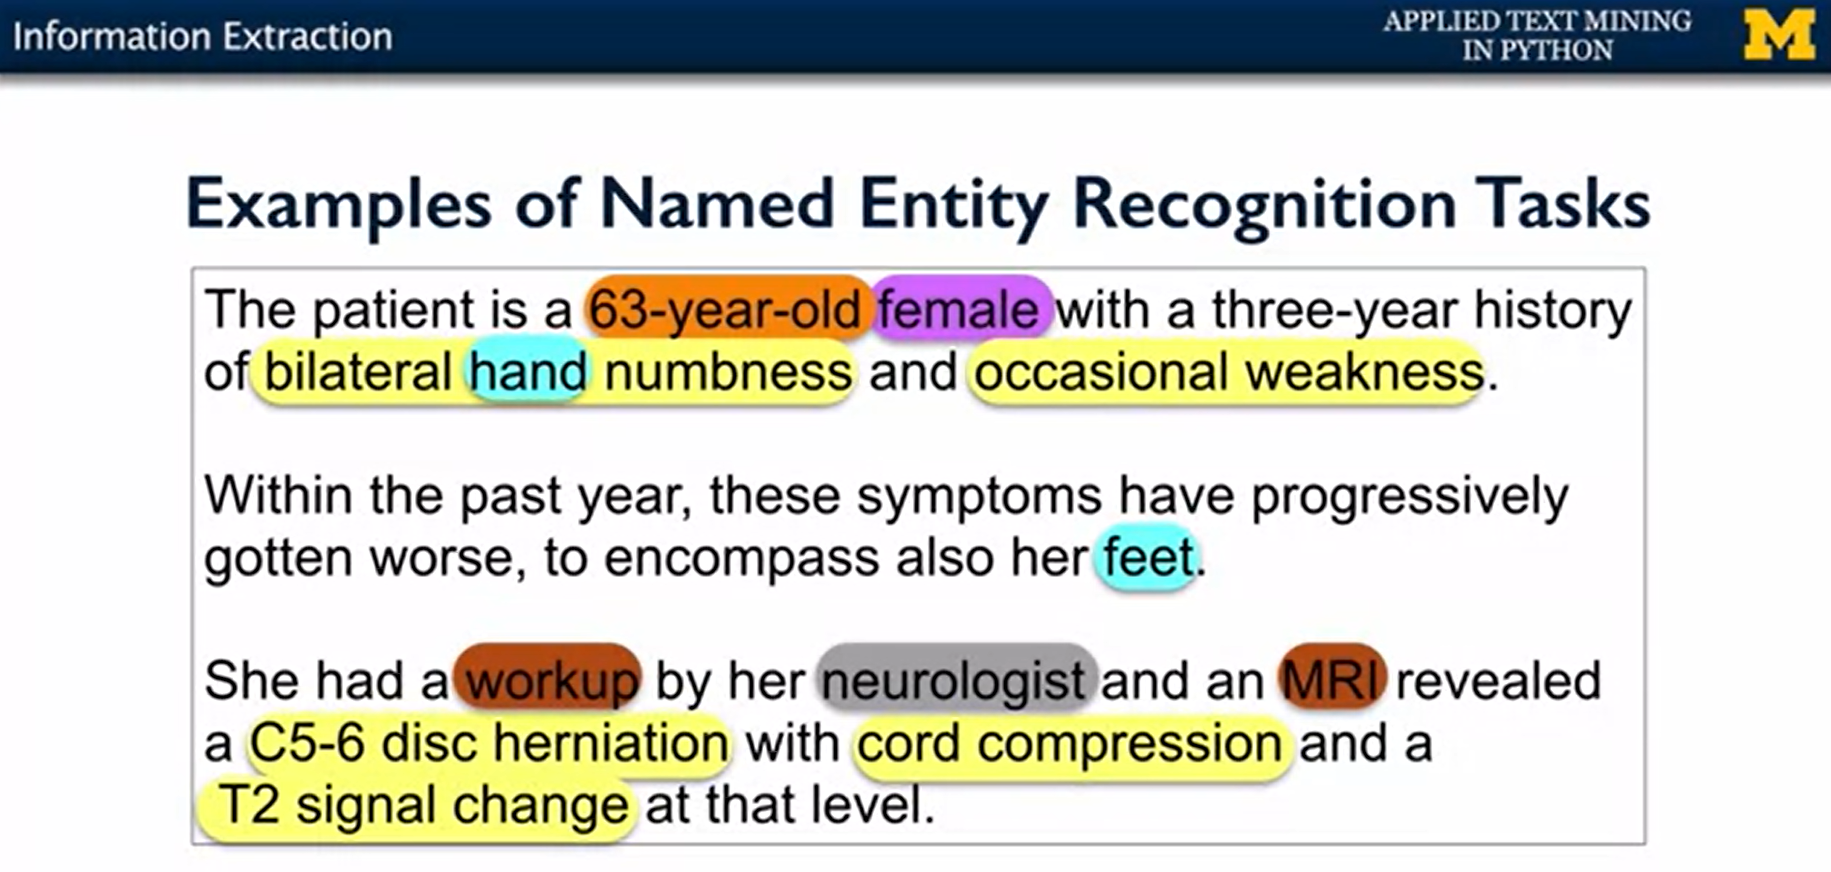 Information Extraction
APPLIED TEXT MINING
IN PYTHON
M
Examples of Named Entity Recognition Tasks
The patient is a 63-year-old female with a three-year history
of bilateral hand numbness and occasional weakness.
Within the past year, these symptoms have progressively
gotten worse, to encompass also her feet.
She had a workup by her neurologist and an MRI revealed
a C5-6 disc herniation with cord compression and a
T2 signal change at that level.